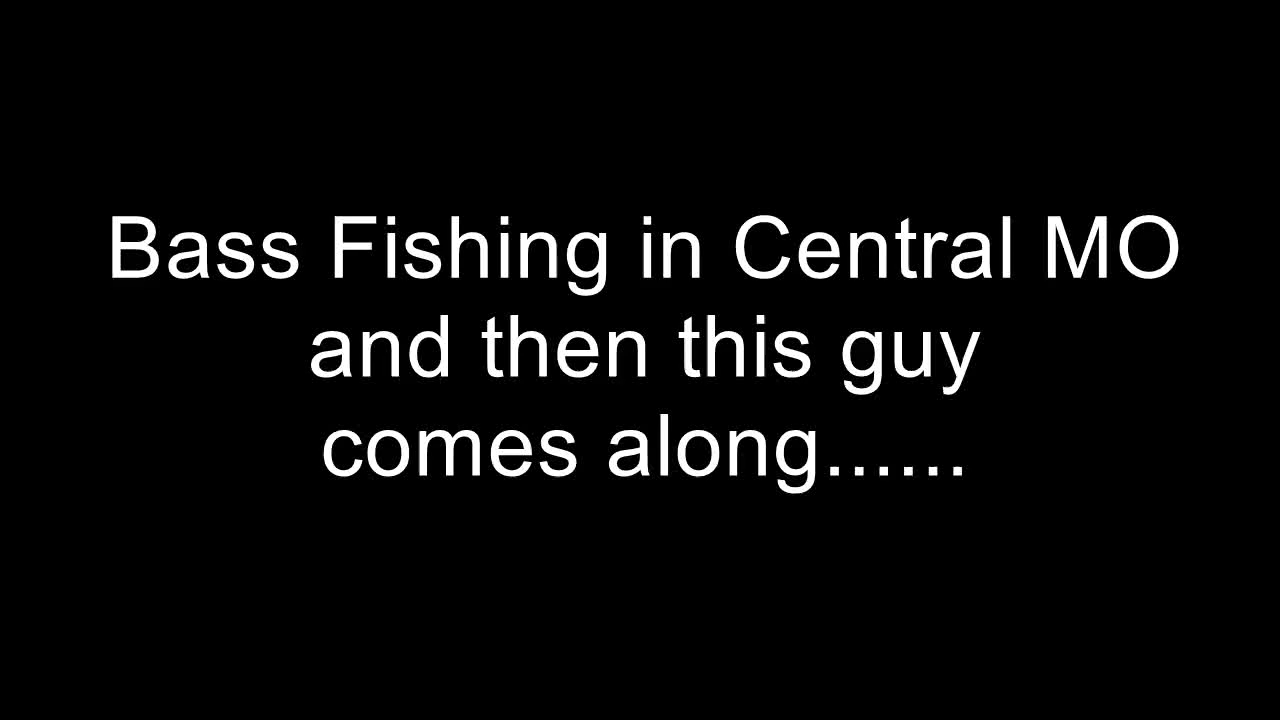 Bass Fishing in Central MO
and then this guy
comes along......